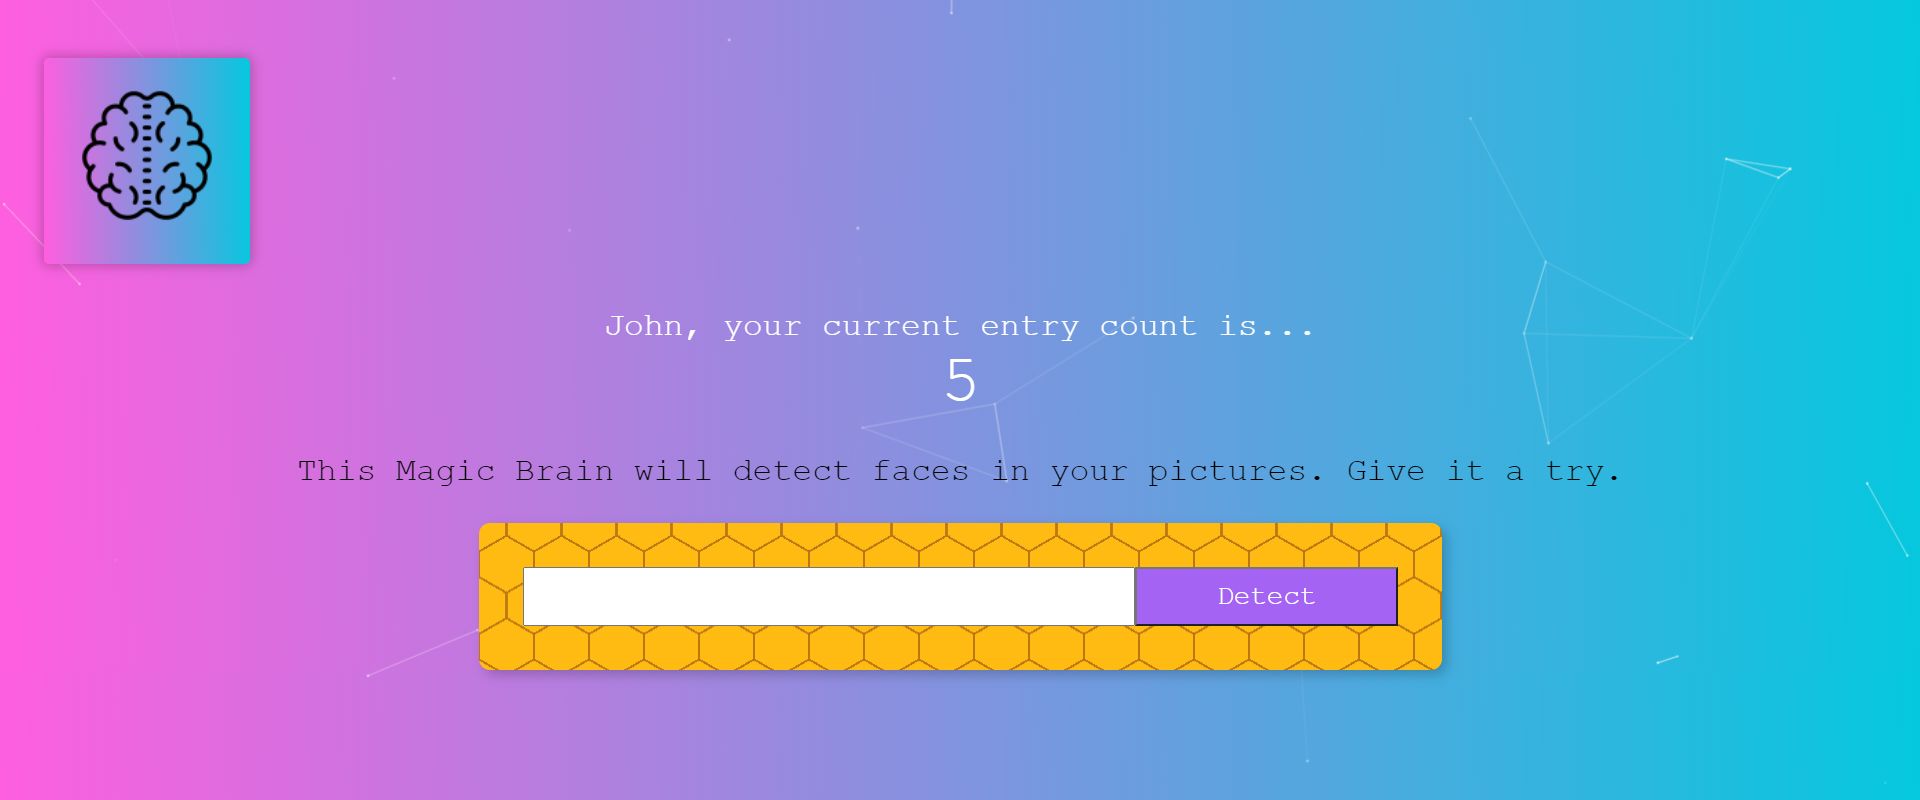 John, your current entry count is...
5
This Magic Brain will detect faces in your pictures. Give it a try.
Detect